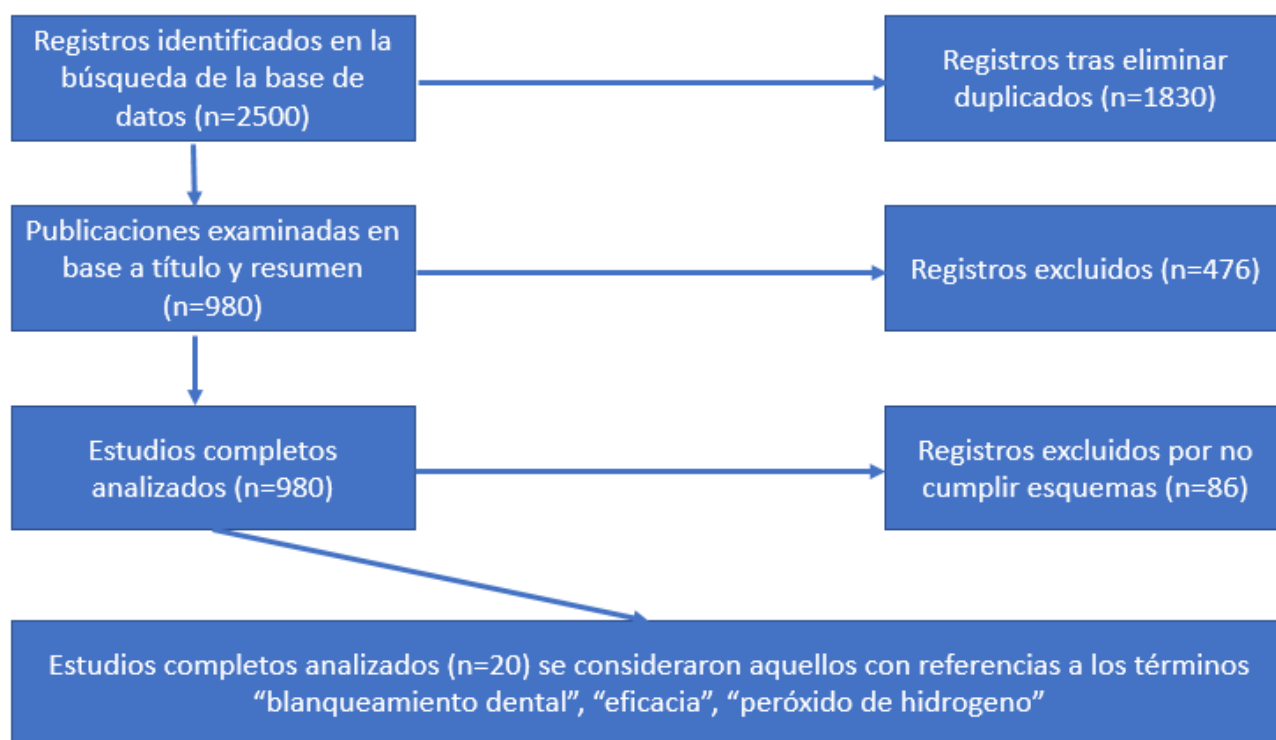 Registros identificados en la
búsqueda de la base de
datos (n=2500)
Registros tras eliminar
duplicados (n=1830)
Publicaciones examinadas en
base a título y resumen
(n=980)
Registros excluidos (n=476)
Estudios completos
analizados (n=980)
Registros excluidos por no
cumplir esquemas (n=86)
Estudios completos analizados (n=20) se consideraron aquellos con referencias a los términos
“blanqueamiento dental”, “eficacia”, “peróxido de hidrogeno”